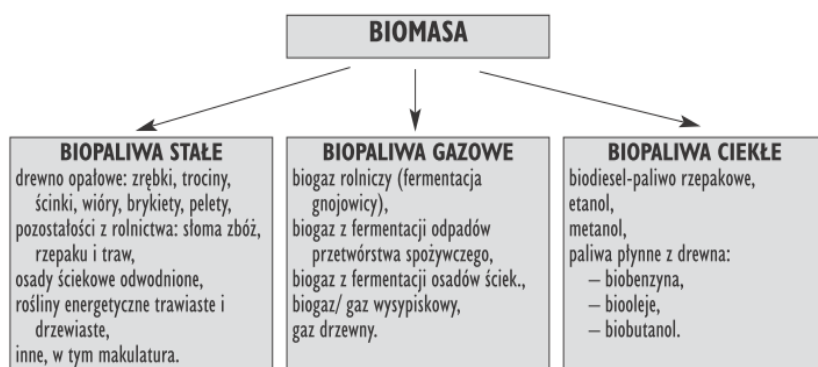 BIOMASA
BIOPALIWA STAŁE
drewno opałowe: zrębki, trociny,
ścinki, wióry, brykiety, pelety,
pozostałości z rolnictwa: słoma zbóż,
rzepaku i traw,
osady ściekowe odwodnione,
rośliny energetyczne trawiaste i
drzewiaste,
inne, w tym makulatura.
BIOPALIWA GAZOWE
biogaz rolniczy (fermentacja
gnojowicy),
biogaz z fermentacji odpadów
przetwórstwa spożywczego,
biogaz z fermentacji osadów ściek.,
biogaz/ gaz wysypiskowy,
gaz drzewny.
BIOPALIWA CIEKŁE
biodiesel-paliwo rzepakowe,
etanol,
metanol,
paliwa płynne z drewna:
– biobenzyna,
– biooleje,
– biobutanol.